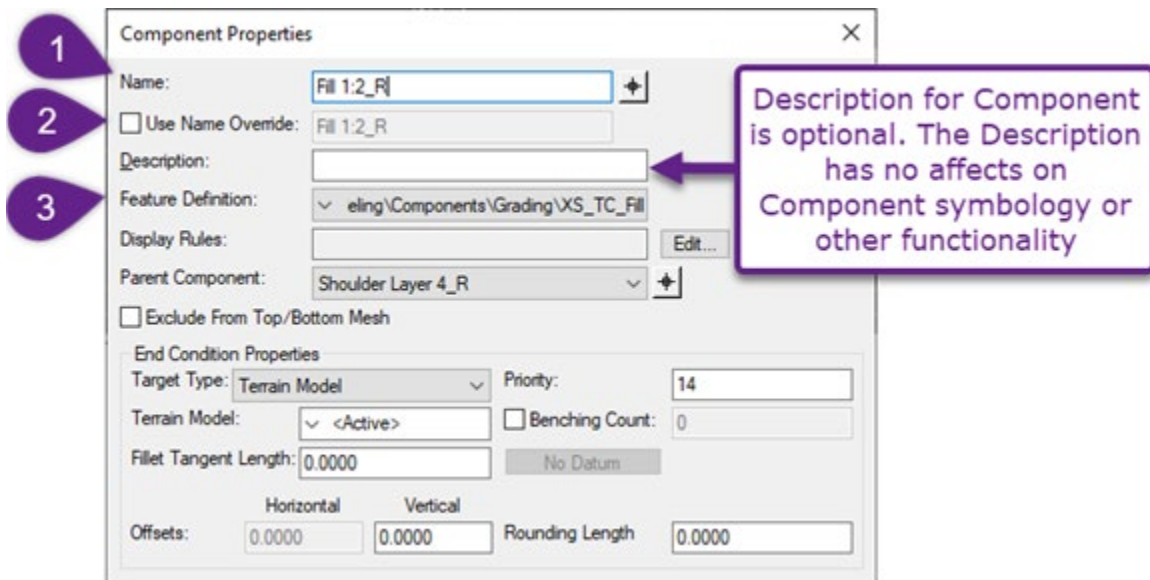 Component Properties
1
Name:
Fill 1:2_R
2
Use Name Override:
Fill 1:2_R
Description:
3
Feature Definition:
eling\Components\Grading\XS_TC_Fill
Display Rules:
Edit...
Parent Component:
Shoulder Layer 4_R
Exclude From Top/Bottom Mesh
Description for Component
is optional. The Description
has no affects on
Component symbology or
other functionality
End Condition Properties
Target Type:
Terrain Model
Priority:
14
Terrain Model:
<Active>
Benching Count:
0
Fillet Tangent Length:
0.0000
No Datum
Horizontal
Vertical
Offsets:
0.0000
0.0000
Rounding Length
0.0000